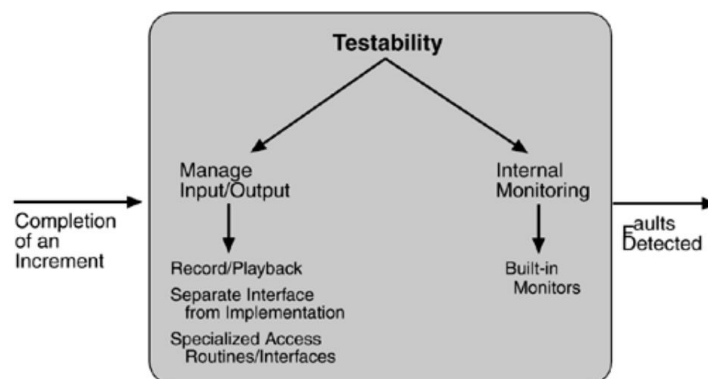 Testability
Manage
Input/Output
Internal
Monitoring
Completion
of an
Increment
Faults
Detected
Record/Playback
Separate Interface
from Implementation
Specialized Access
Routines/Interfaces
Built-in
Monitors